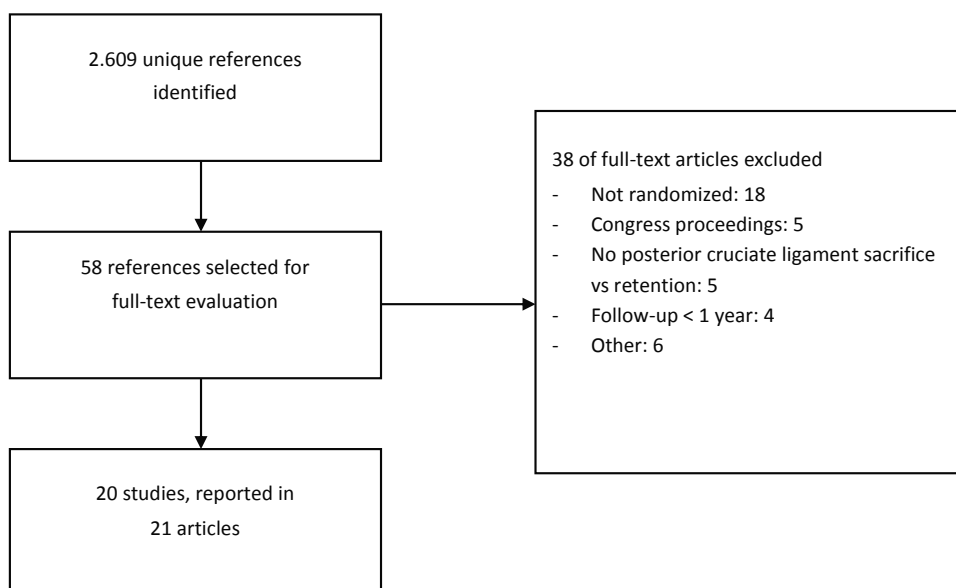 2.609 unique references
identified
58 references selected for
full-text evaluation
38 of full-text articles excluded
- Not randomized: 18
- Congress proceedings: 5
- No posterior cruciate ligament sacrifice
vs retention: 5
- Follow-up < 1 year: 4
- Other: 6
20 studies, reported in
21 articles